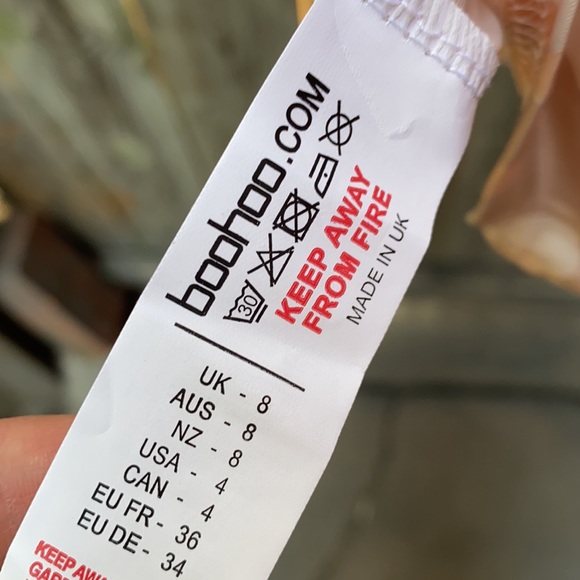 boohoo.COM
30
KEEP AWAY
FROM FIRE
MADE IN UK
UK - 8
AUS - 8
NZ - 8
USA - 4
CAN - 4
EU FR - 36
EU DE - 34
KEEP